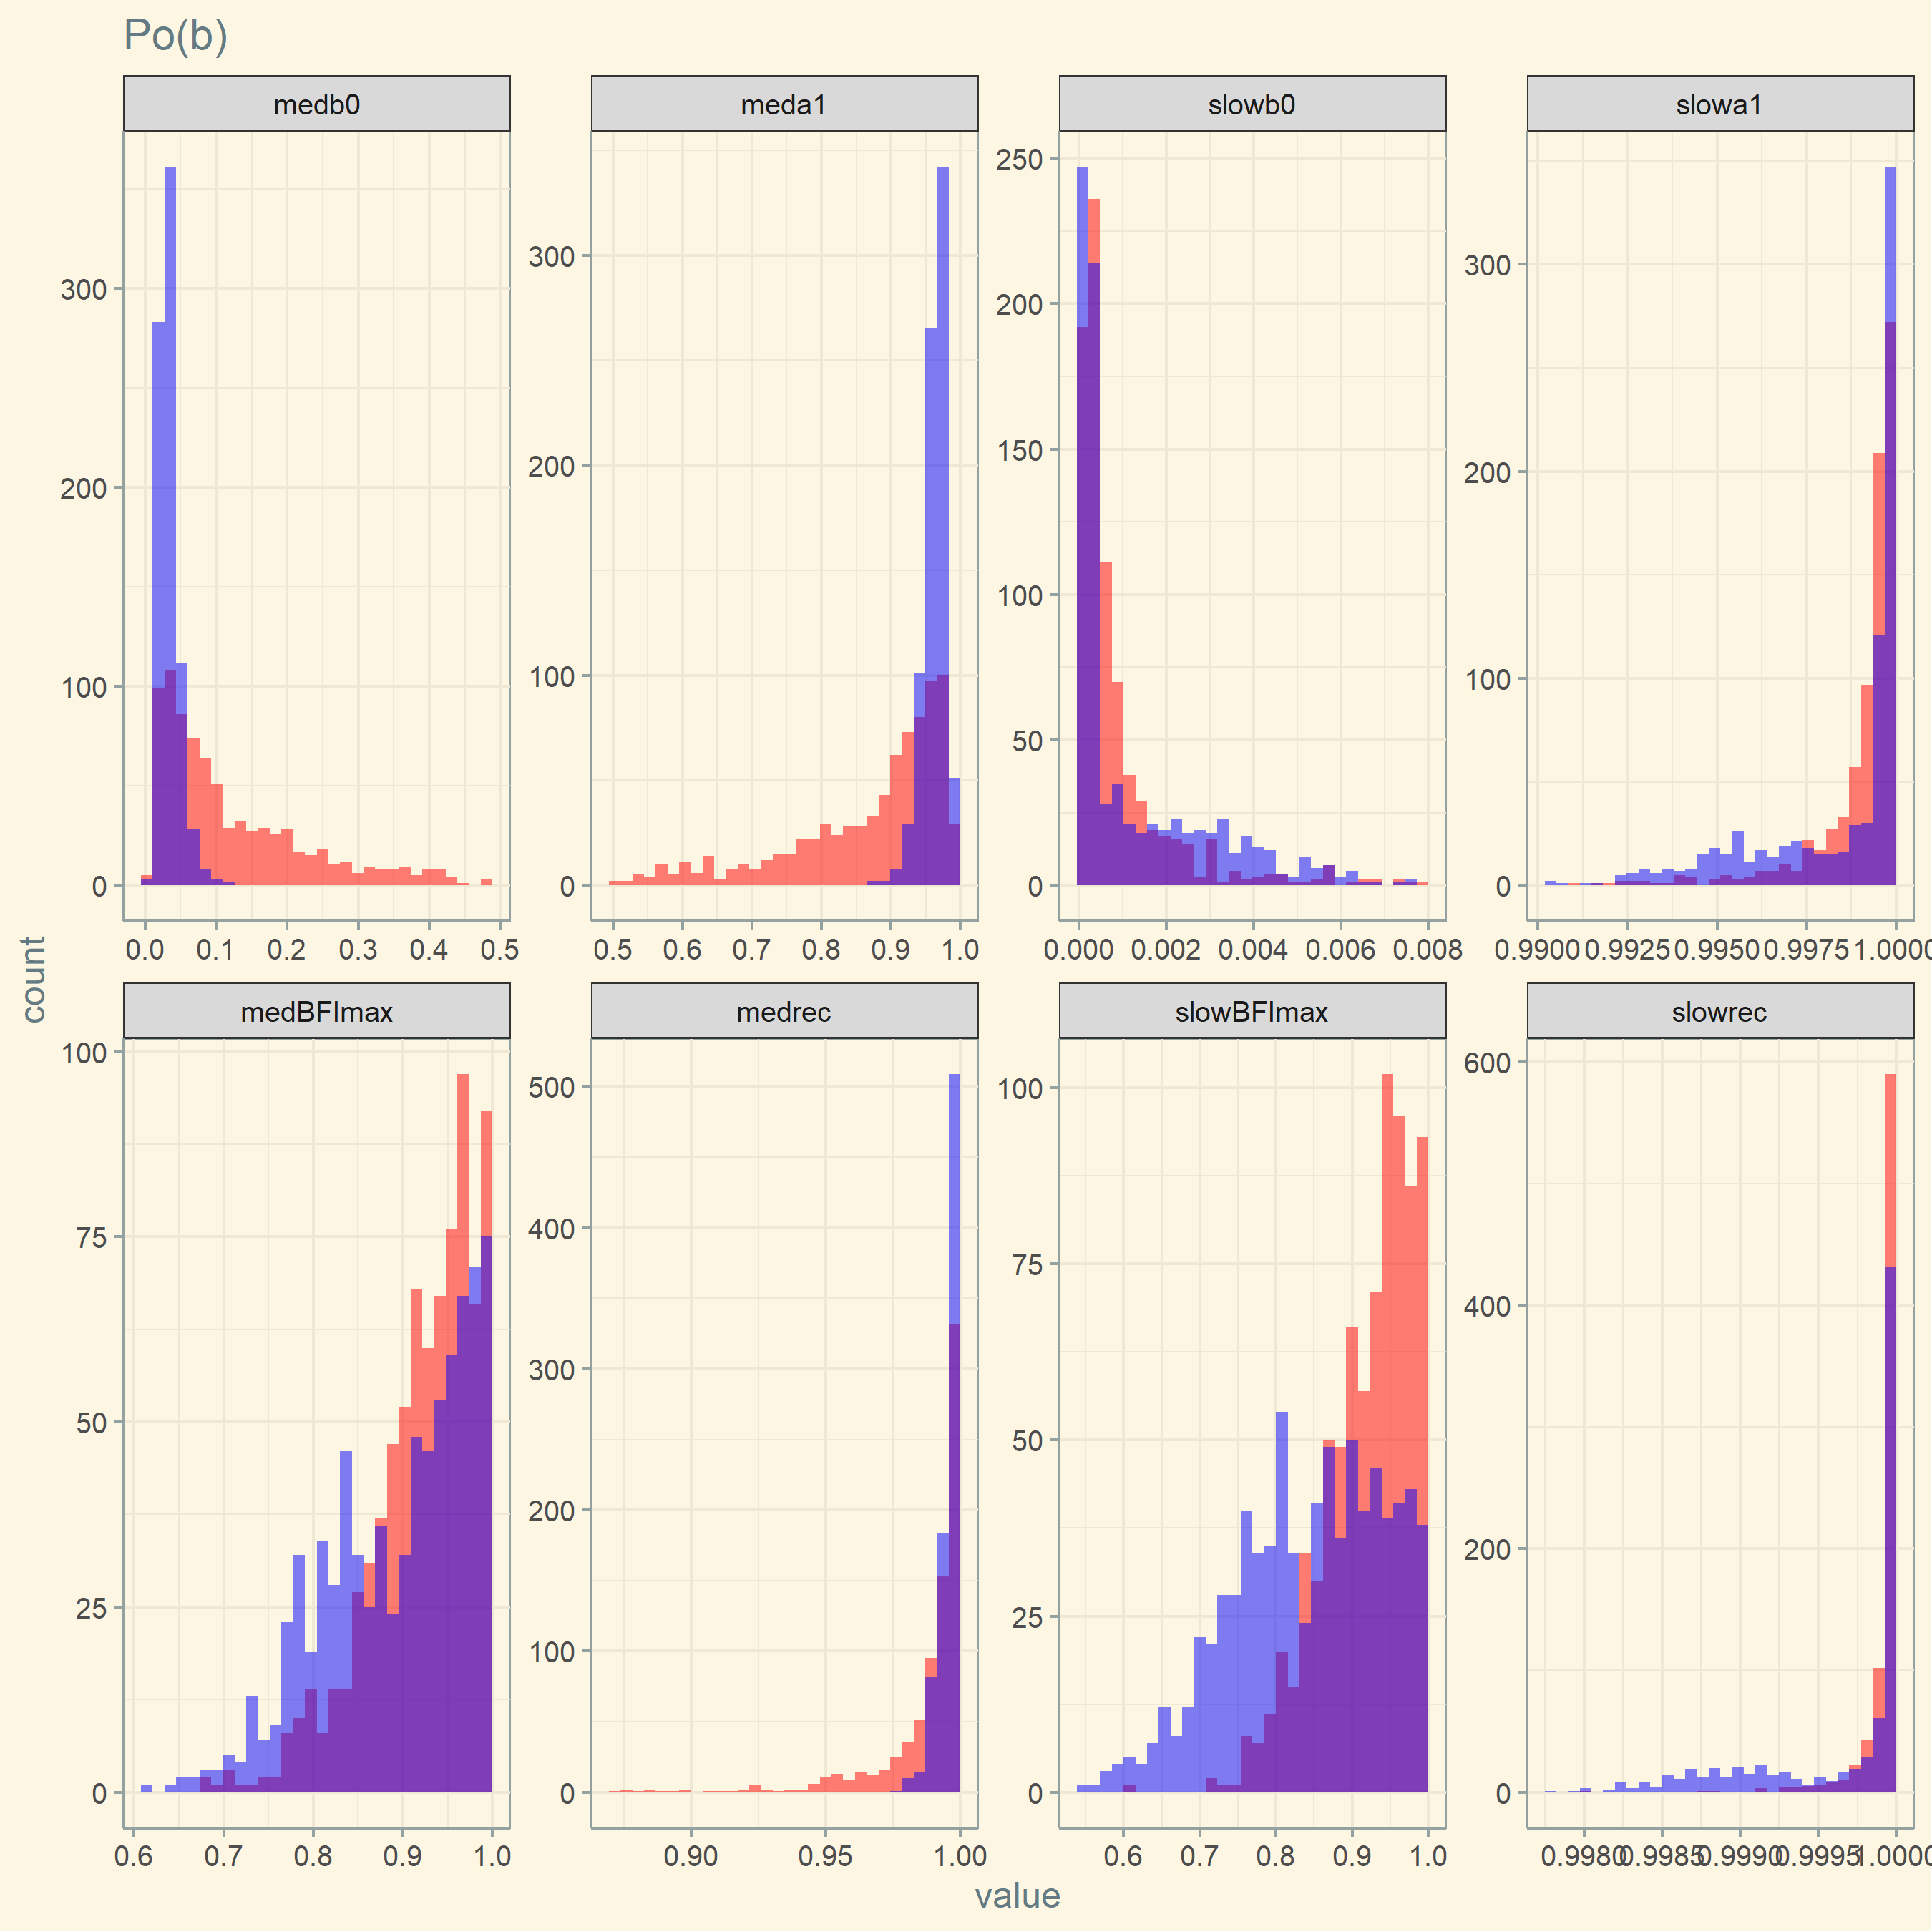 Po(b)
medb0 meda1 slowb0 slowa1
300
200
100
0
0.0 0.1 0.2 0.3 0.4 0.5
300
200
100
0
0.5 0.6 0.7 0.8 0.9 1.0
250
200
150
100
50
0
0.000 0.002 0.004 0.006 0.008
300
200
100
0
0.9900 0.9925 0.9950 0.9975 1.0000
count
medBFImax medrec slowBFImax slowrec
100
75
50
25
0
0.6 0.7 0.8 0.9 1.0
500
400
300
200
100
0
0.90 0.95 1.00
100
75
50
25
0
0.6 0.7 0.8 0.9 1.0
600
400
200
0
0.9980 0.9985 0.9990 0.9995 1.0000
value